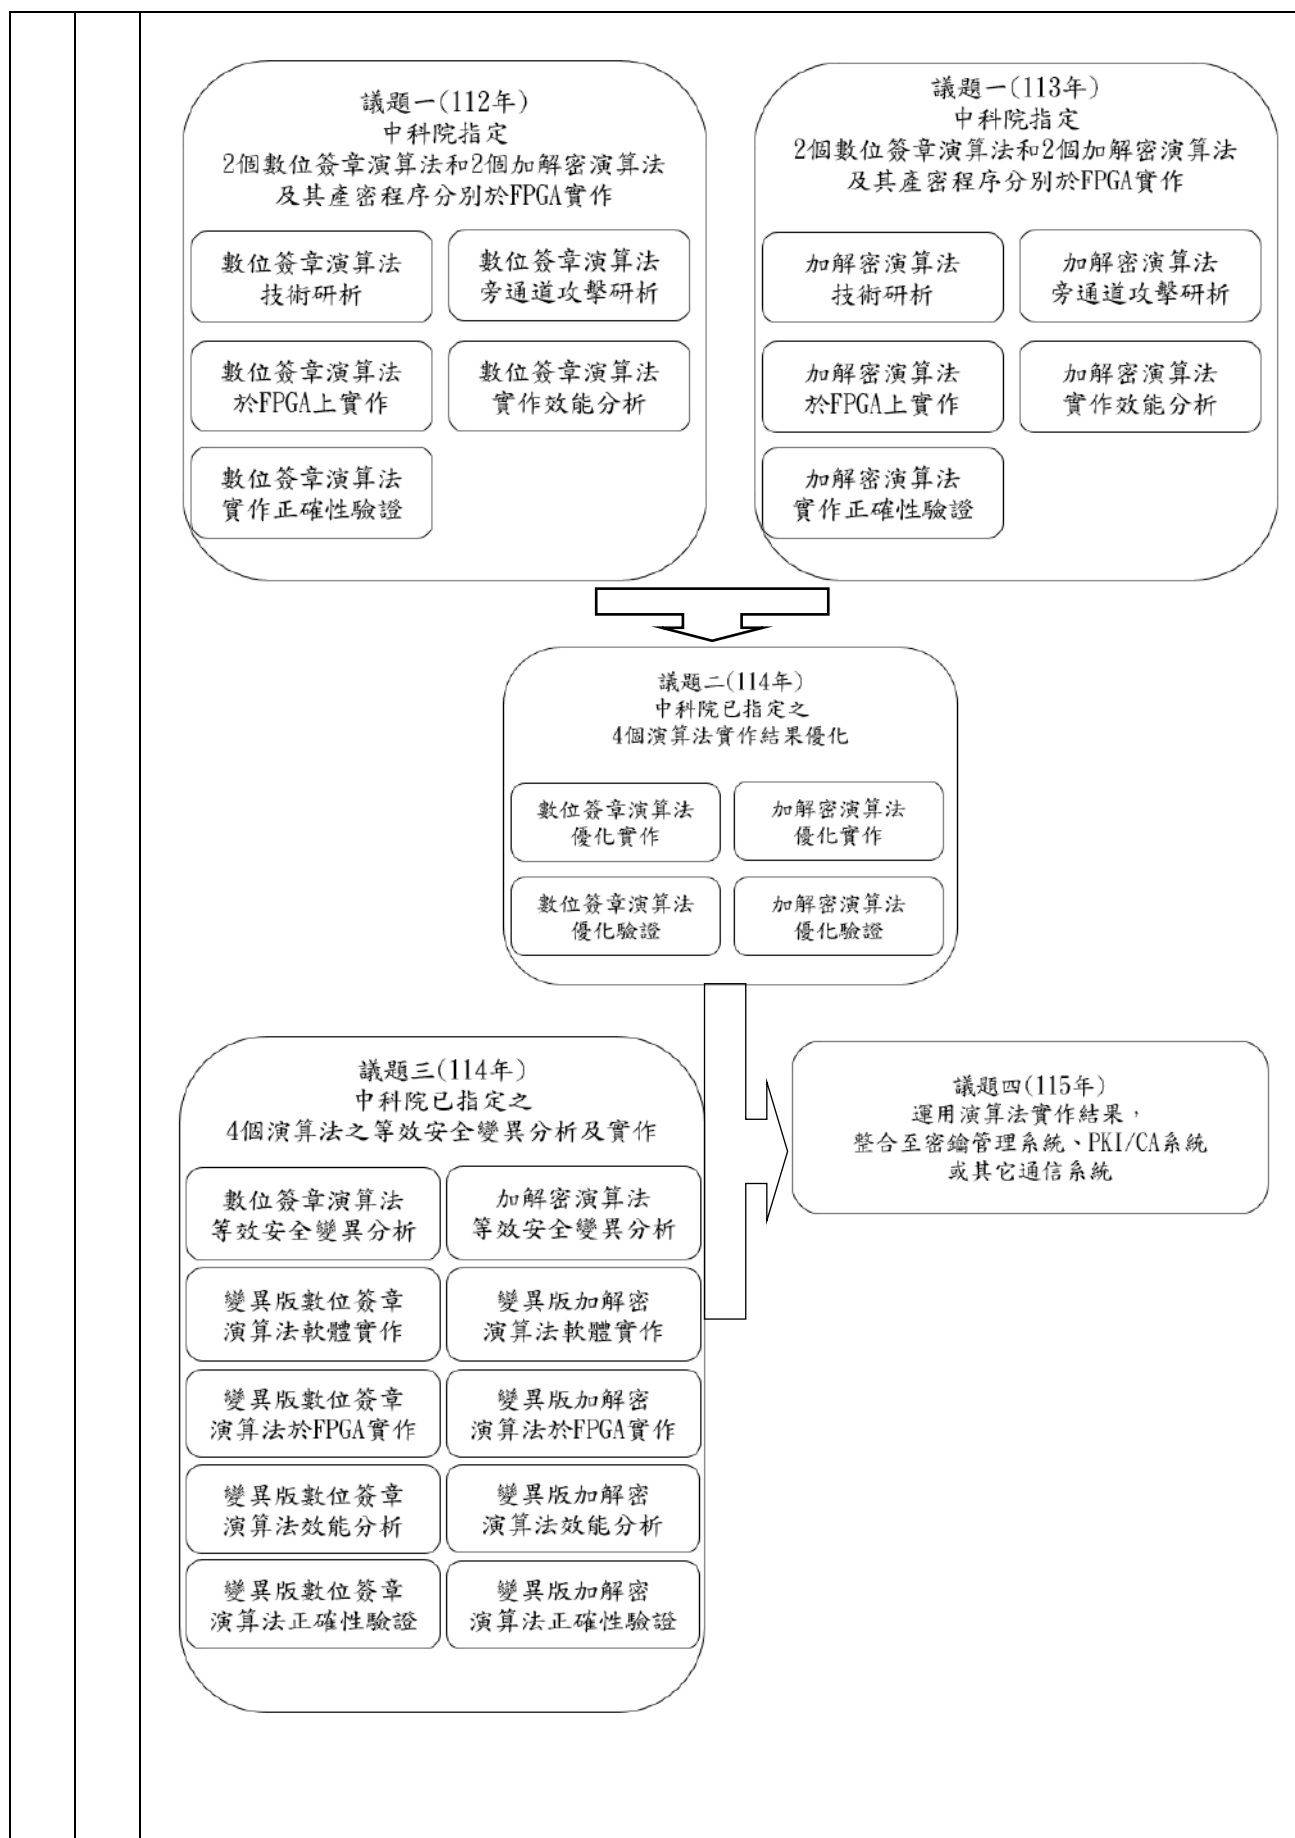 議題一(112年)
中科院指定
2個數位簽章演算法和2個加解密演算法
及其產密程序分別於FPGA實作
數位簽章演算法
技術研析
數位簽章演算法
旁通道攻擊研析
數位簽章演算法
於FPGA上實作
數位簽章演算法
實作效能分析
數位簽章演算法
實作正確性驗證
議題一(113年)
中科院指定
2個數位簽章演算法和2個加解密演算法
及其產密程序分別於FPGA實作
加解密演算法
技術研析
加解密演算法
旁通道攻擊研析
加解密演算法
於FPGA上實作
加解密演算法
實作效能分析
加解密演算法
實作正確性驗證
議題二(114年)
中科院已指定之
4個演算法實作結果優化
數位簽章演算法
優化實作
加解密演算法
優化實作
數位簽章演算法
優化驗證
加解密演算法
優化驗證
議題三(114年)
中科院已指定之
4個演算法之等效安全變異分析及實作
數位簽章演算法
等效安全變異分析
加解密演算法
等效安全變異分析
變異版數位簽章
演算法軟體實作
變異版加解密
演算法軟體實作
變異版數位簽章
演算法於FPGA實作
變異版加解密
演算法於FPGA實作
變異版數位簽章
演算法效能分析
變異版加解密
演算法效能分析
變異版數位簽章
演算法正確性驗證
變異版加解密
演算法正確性驗證
議題四(115年)
運用演算法實作結果，
整合至密鑰管理系統、PKI/CA系統
或其它通信系統